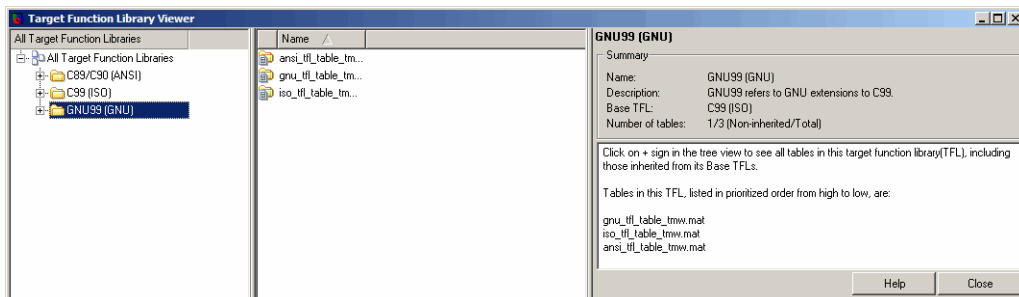 Target Function Library Viewer
All Target Function Libraries
All Target Function Libraries
C89/C90 (ANSI)
C99 (ISO)
GNU99 (GNU)
Name
ansi_tfl_table_tm...
gnu_tfl_table_tm...
iso_tfl_table_tm...
GNU99 (GNU)
Summary
Name: GNU99 (GNU)
Description: GNU99 refers to GNU extensions to C99.
Base TFL: C99 (ISO)
Number of tables: 1/3 (Non-inherited/Total)
Click on + sign in the tree view to see all tables in this target function library(TFL), including
those inherited from its Base TFLs.
Tables in this TFL, listed in prioritized order from high to low, are:
gnu_tfl_table_tmw.mat
iso_tfl_table_tmw.mat
ansi_tfl_table_tmw.mat
Help Close